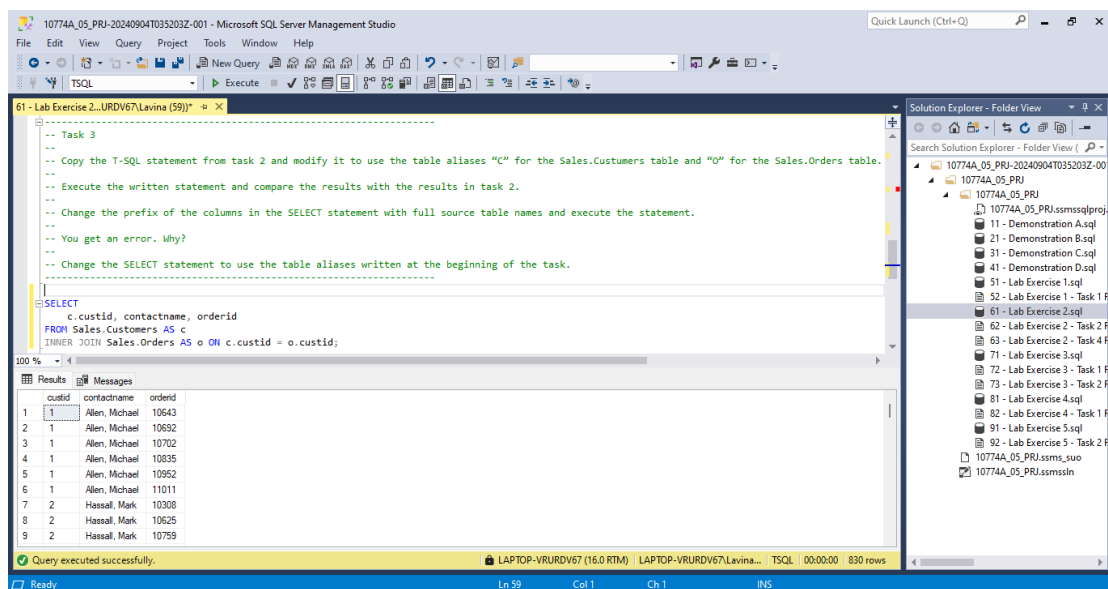 10774A_05_PRJ-20240904T035203Z-001 - Microsoft SQL Server Management Studio
Quick Launch (Ctrl+Q)
File Edit View Query Project Tools Window Help
New Query
TSQL
Execute
61 - Lab Exercise 2...URDV67\Lavina (59))*
-- Task 3
--
-- Copy the T-SQL statement from task 2 and modify it to use the table aliases “C” for the Sales.Custumers table and “O” for the Sales.Orders table.
--
-- Execute the written statement and compare the results with the results in task 2.
--
-- Change the prefix of the columns in the SELECT statement with full source table names and execute the statement.
--
-- You get an error. Why?
--
-- Change the SELECT statement to use the table aliases written at the beginning of the task.
SELECT
c.custid, contactname, orderid
FROM Sales.Customers AS c
INNER JOIN Sales.Orders AS o ON c.custid = o.custid;
100 %
Results Messages
custid contactname orderid
1 1 Allen, Michael 10643
2 1 Allen, Michael 10692
3 1 Allen, Michael 10702
4 1 Allen, Michael 10835
5 1 Allen, Michael 10952
6 1 Allen, Michael 11011
7 2 Hassall, Mark 10308
8 2 Hassall, Mark 10625
9 2 Hassall, Mark 10759
Query executed successfully.
LAPTOP-VRURDV67 (16.0 RTM) LAPTOP-VRURDV67\Lavina... TSQL 00:00:00 830 rows
Solution Explorer - Folder View
Search Solution Explorer - Folder View (
10774A_05_PRJ-20240904T035203Z-00
10774A_05_PRJ
10774A_05_PRJ
10774A_05_PRJ.ssmssqlproj.
11 - Demonstration A.sql
21 - Demonstration B.sql
31 - Demonstration C.sql
41 - Demonstration D.sql
51 - Lab Exercise 1.sql
52 - Lab Exercise 1 - Task 1 F
61 - Lab Exercise 2.sql
62 - Lab Exercise 2 - Task 2 F
63 - Lab Exercise 2 - Task 4 F
71 - Lab Exercise 3.sql
72 - Lab Exercise 3 - Task 1 F
73 - Lab Exercise 3 - Task 2 F
81 - Lab Exercise 4.sql
82 - Lab Exercise 4 - Task 1 F
91 - Lab Exercise 5.sql
92 - Lab Exercise 5 - Task 2 F
10774A_05_PRJ.ssms_suo
10774A_05_PRJ.ssmssln
Ready
Ln 59 Col 1 Ch 1 INS